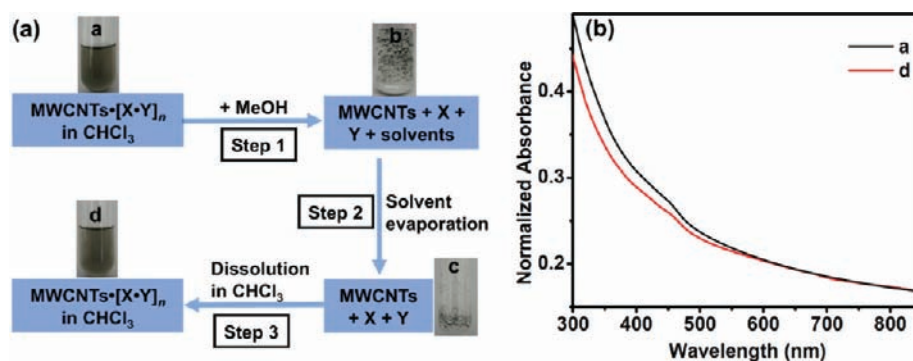 (a)
a
MWCNTs•[X•Y]n
in CHCl3
+ MeOH
Step 1
b
MWCNTs + X +
Y + solvents
Step 2
Solvent
evaporation
c
MWCNTs
+ X + Y
Dissolution
in CHCl3
Step 3
d
MWCNTs•[X•Y]n
in CHCl3
(b)
a
d
Normalized Absorbance
0.4
0.3
0.2
300 400 500 600 700 800
Wavelength (nm)